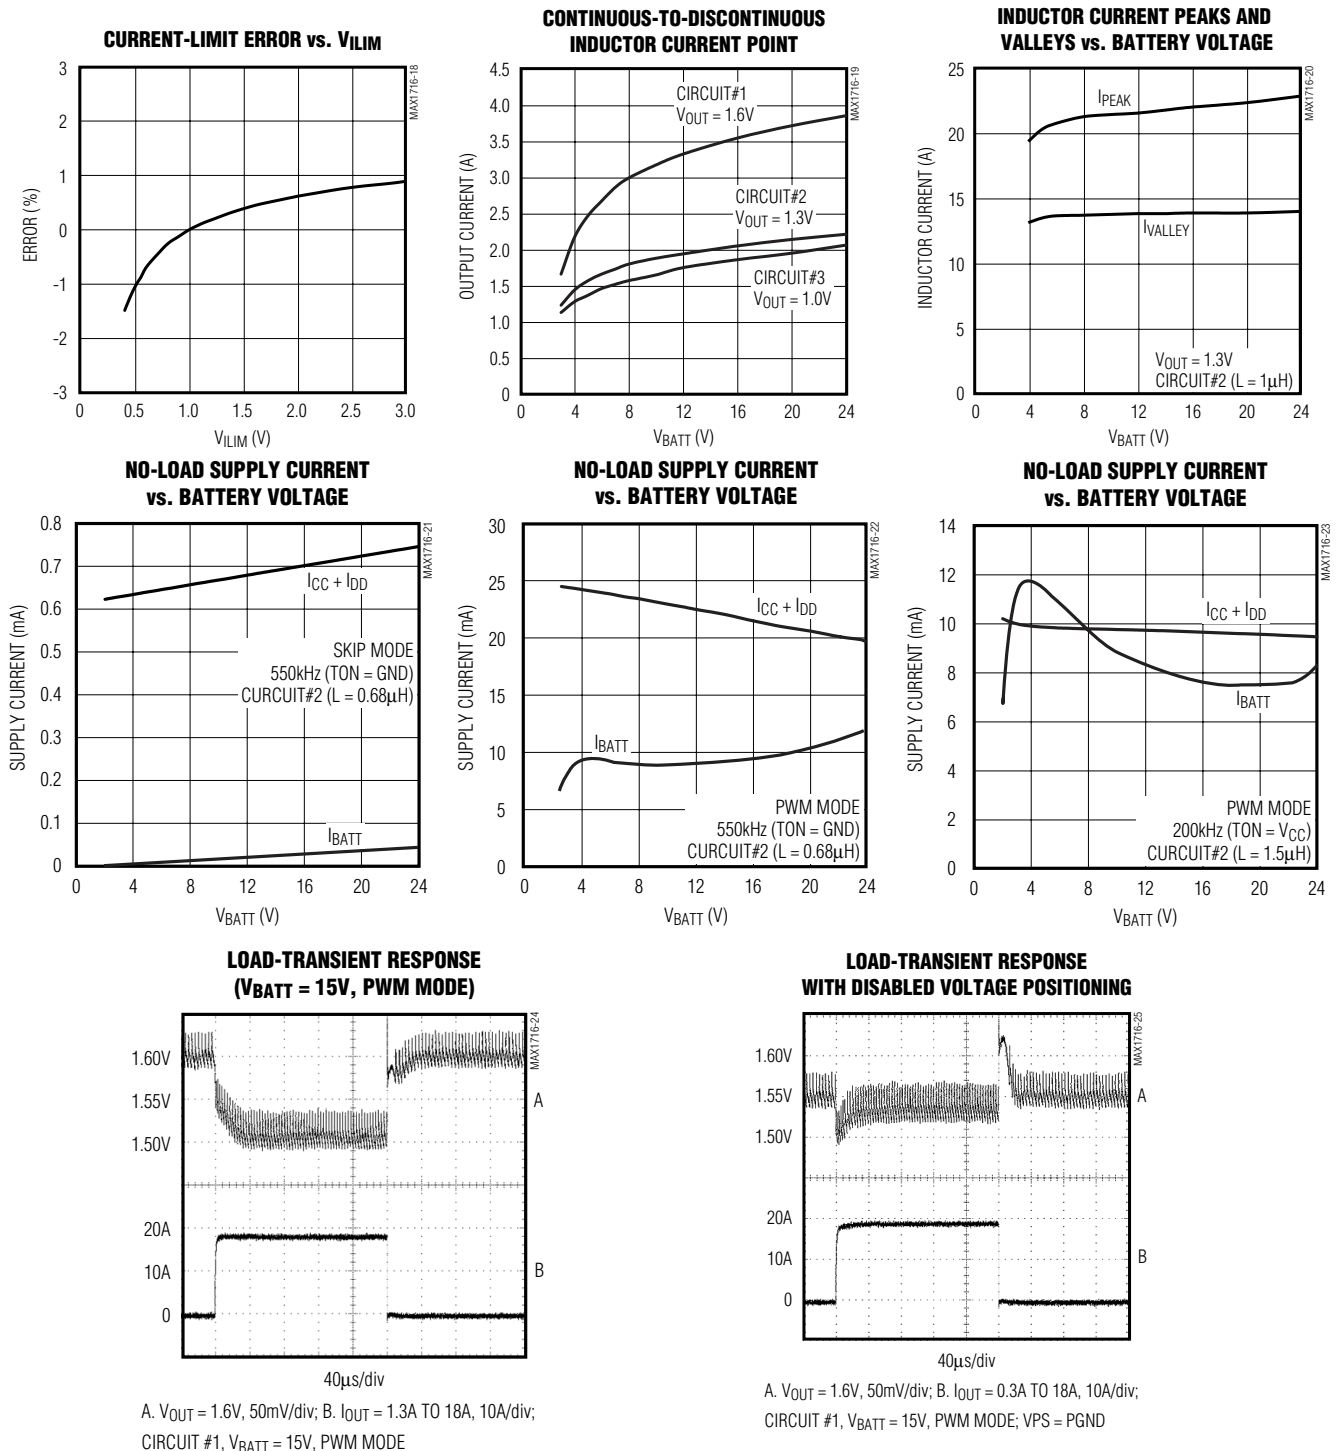 CURRENT-LIMIT ERROR vs. VILIM
MAX1716-18
3
2
1
0
-1
-2
-3
ERROR (%)
0
0.5
1.0
1.5
2.0
2.5
3.0
VILIM (V)
CONTINUOUS-TO-DISCONTINUOUS
INDUCTOR CURRENT POINT
MAX1716-19
4.5
4.0
3.5
3.0
2.5
2.0
1.5
1.0
0.5
0
OUTPUT CURRENT (A)
CIRCUIT#1
VOUT = 1.6V
CIRCUIT#2
VOUT = 1.3V
CIRCUIT#3
VOUT = 1.0V
0
4
8
12
16
20
24
VBATT (V)
INDUCTOR CURRENT PEAKS AND
VALLEYS vs. BATTERY VOLTAGE
MAX1716-20
25
20
15
10
5
0
INDUCTOR CURRENT (A)
IPEAK
IVALLEY
VOUT = 1.3V
CIRCUIT#2 (L = 1µH)
0
4
8
12
16
20
24
VBATT (V)
NO-LOAD SUPPLY CURRENT
vs. BATTERY VOLTAGE
MAX1716-21
0.8
0.7
0.6
0.5
0.4
0.3
0.2
0.1
0
SUPPLY CURRENT (mA)
ICC + IDD
SKIP MODE
550kHz (TON = GND)
CURCUIT#2 (L = 0.68µH)
IBATT
0
4
8
12
16
20
24
VBATT (V)
NO-LOAD SUPPLY CURRENT
vs. BATTERY VOLTAGE
MAX1716-22
30
25
20
15
10
5
0
SUPPLY CURRENT (mA)
ICC + IDD
IBATT
PWM MODE
550kHz (TON = GND)
CURCUIT#2 (L = 0.68µH)
0
4
8
12
16
20
24
VBATT (V)
NO-LOAD SUPPLY CURRENT
vs. BATTERY VOLTAGE
MAX1716-23
14
12
10
8
6
4
2
0
SUPPLY CURRENT (mA)
ICC + IDD
IBATT
PWM MODE
200kHz (TON = VCC)
CURCUIT#2 (L = 1.5µH)
0
4
8
12
16
20
24
VBATT (V)
LOAD-TRANSIENT RESPONSE
(VBATT = 15V, PWM MODE)
MAX1716-24
1.60V
1.55V
1.50V
A
20A
10A
0
B
40µs/div
A. VOUT = 1.6V, 50mV/div; B. IOUT = 1.3A TO 18A, 10A/div;
CIRCUIT #1, VBATT = 15V, PWM MODE
LOAD-TRANSIENT RESPONSE
WITH DISABLED VOLTAGE POSITIONING
MAX1716-25
1.60V
1.55V
1.50V
A
20A
10A
0
B
40µs/div
A. VOUT = 1.6V, 50mV/div; B. IOUT = 0.3A TO 18A, 10A/div;
CIRCUIT #1, VBATT = 15V, PWM MODE; VPS = PGND